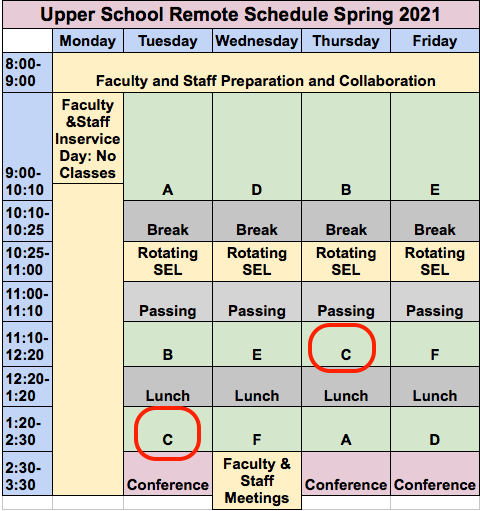 Upper School Remote Schedule Spring 2021
Monday Tuesday Wednesday Thursday Friday
8:00-
9:00
Faculty and Staff Preparation and Collaboration
Faculty
&Staff
Inservice
Day: No
Classes
9:00-
10:10
A D B E
10:10-
10:25
Break Break Break Break
10:25-
11:00
Rotating Rotating Rotating Rotating
SEL SEL SEL SEL
11:00-
11:10
Passing Passing Passing Passing
11:10-
12:20
B E C F
12:20-
1:20
Lunch Lunch Lunch Lunch
1:20-
2:30
C F A D
2:30-
3:30
Conference
Faculty &
Staff
Meetings
Conference Conference